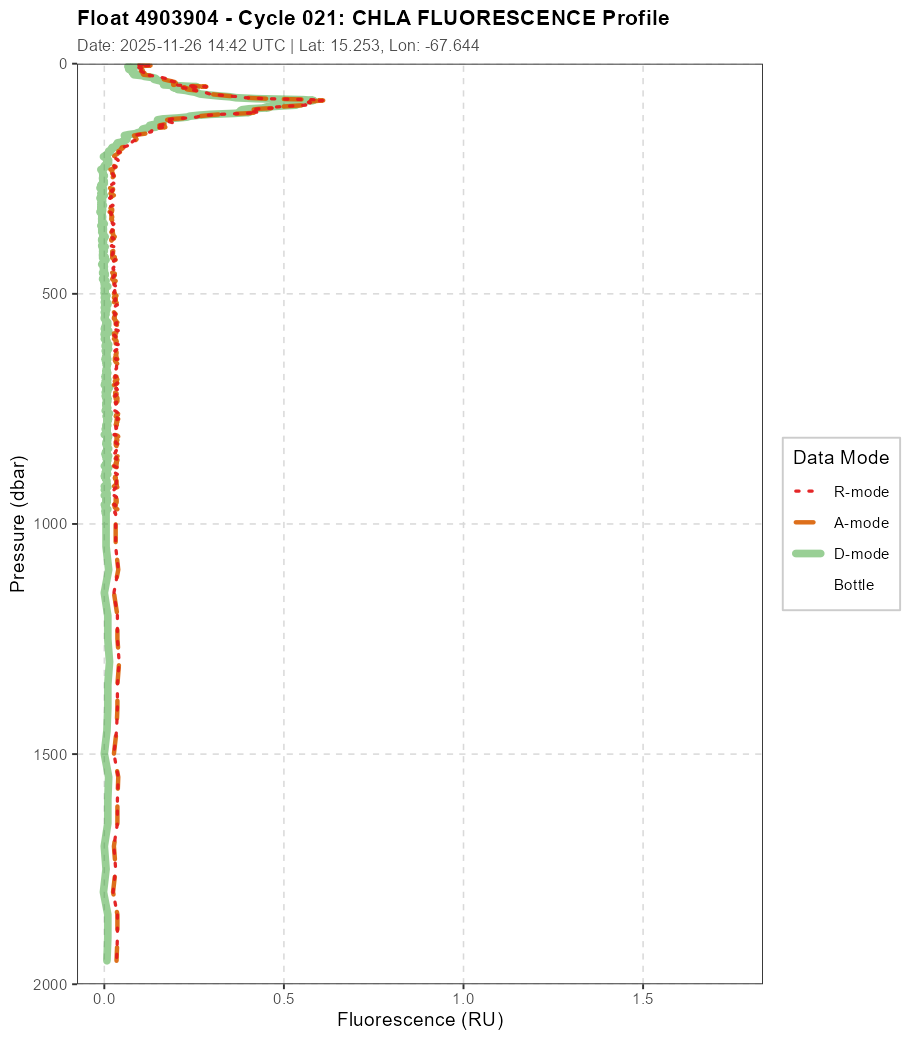 Float 4903904 - Cycle 021: CHLA FLUORESCENCE Profile
Date: 2025-11-26 14:42 UTC | Lat: 15.253, Lon: -67.644
0
500
1000
1500
2000
Pressure (dbar)
0.0 0.5 1.0 1.5
Fluorescence (RU)
Data Mode
R-mode
A-mode
D-mode
Bottle